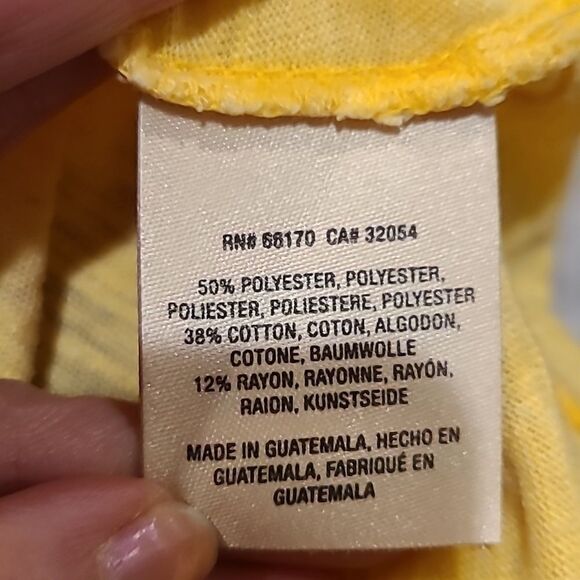 RN# 66170 CA# 32054
50% POLYESTER, POLYESTER,
POLIESTER, POLIESTERE, POLYESTER
38% COTTON, COTON, ALGODON,
COTONE, BAUMWOLLE
12% RAYON, RAYONNE, RAYÓN,
RAION, KUNSTSEIDE
MADE IN GUATEMALA, HECHO EN
GUATEMALA, FABRIQUÉ EN
GUATEMALA